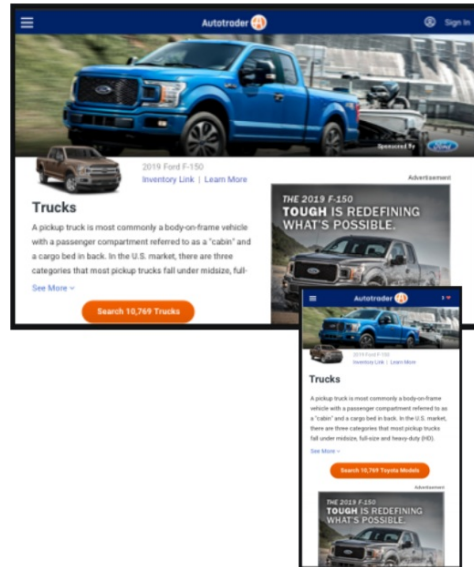 Autotrader
Sign In
Sponsored By
Ford
2019 Ford F-150
Inventory Link | Learn More
Trucks
A pickup truck is most commonly a body-on-frame vehicle
with a passenger compartment referred to as a "cabin" and
a cargo bed in back. In the U.S. market, there are three
categories that most pickup trucks fall under midsize, full-
See More
Search 10,769 Trucks
Advertisement
THE 2019 F-150
TOUGH IS REDEFINING
WHAT'S POSSIBLE.
Autotrader
2019 Ford F-150
Inventory Link | Learn More
Trucks
A pickup truck is most commonly a body-on-frame
vehicle with a passenger compartment referred to as
a "cabin" and a cargo bed in back. In the U.S. market,
there are three categories that most pickup trucks
fall under midsize, full-size and heavy-duty (HD).
See More
Search 10,769 Toyota Models
Advertisement
THE 2019 F-150
TOUGH IS REDEFINING
WHAT'S POSSIBLE.